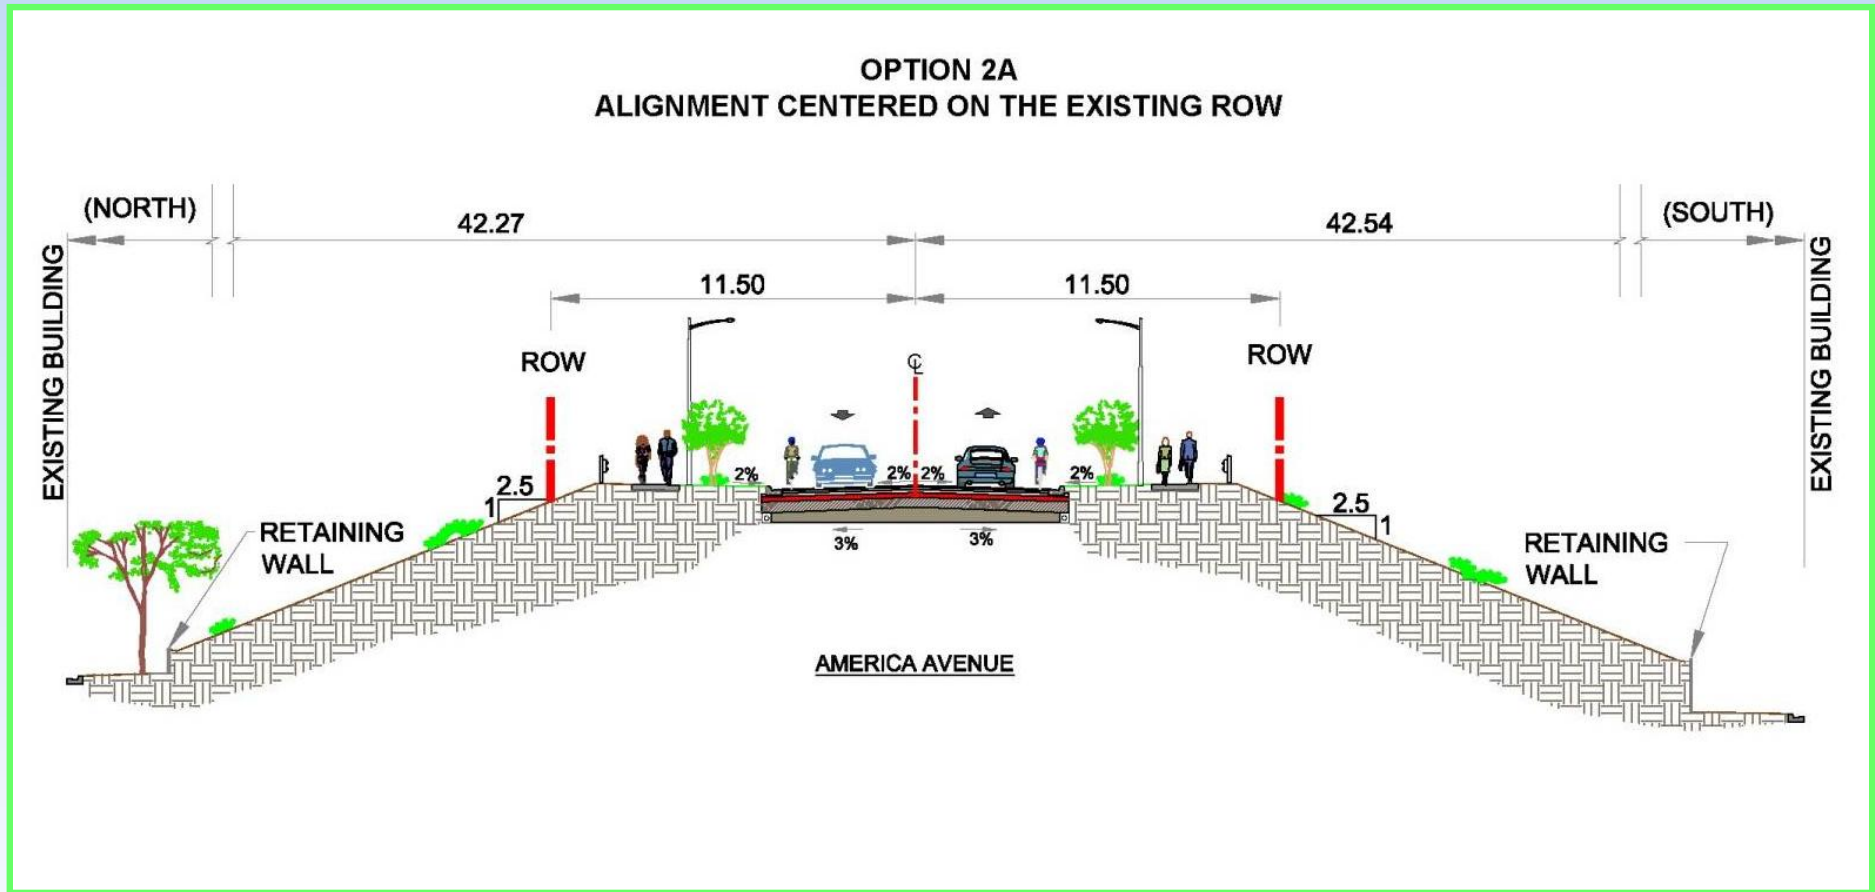 OPTION 2A
ALIGNMENT CENTERED ON THE EXISTING ROW
(NORTH)
42.27
42.54
(SOUTH)
EXISTING BUILDING
11.50
11.50
EXISTING BUILDING
ROW
℄
ROW
2%
2%
2%
2%
2.5
1
2.5
1
3%
3%
RETAINING
WALL
RETAINING
WALL
AMERICA AVENUE